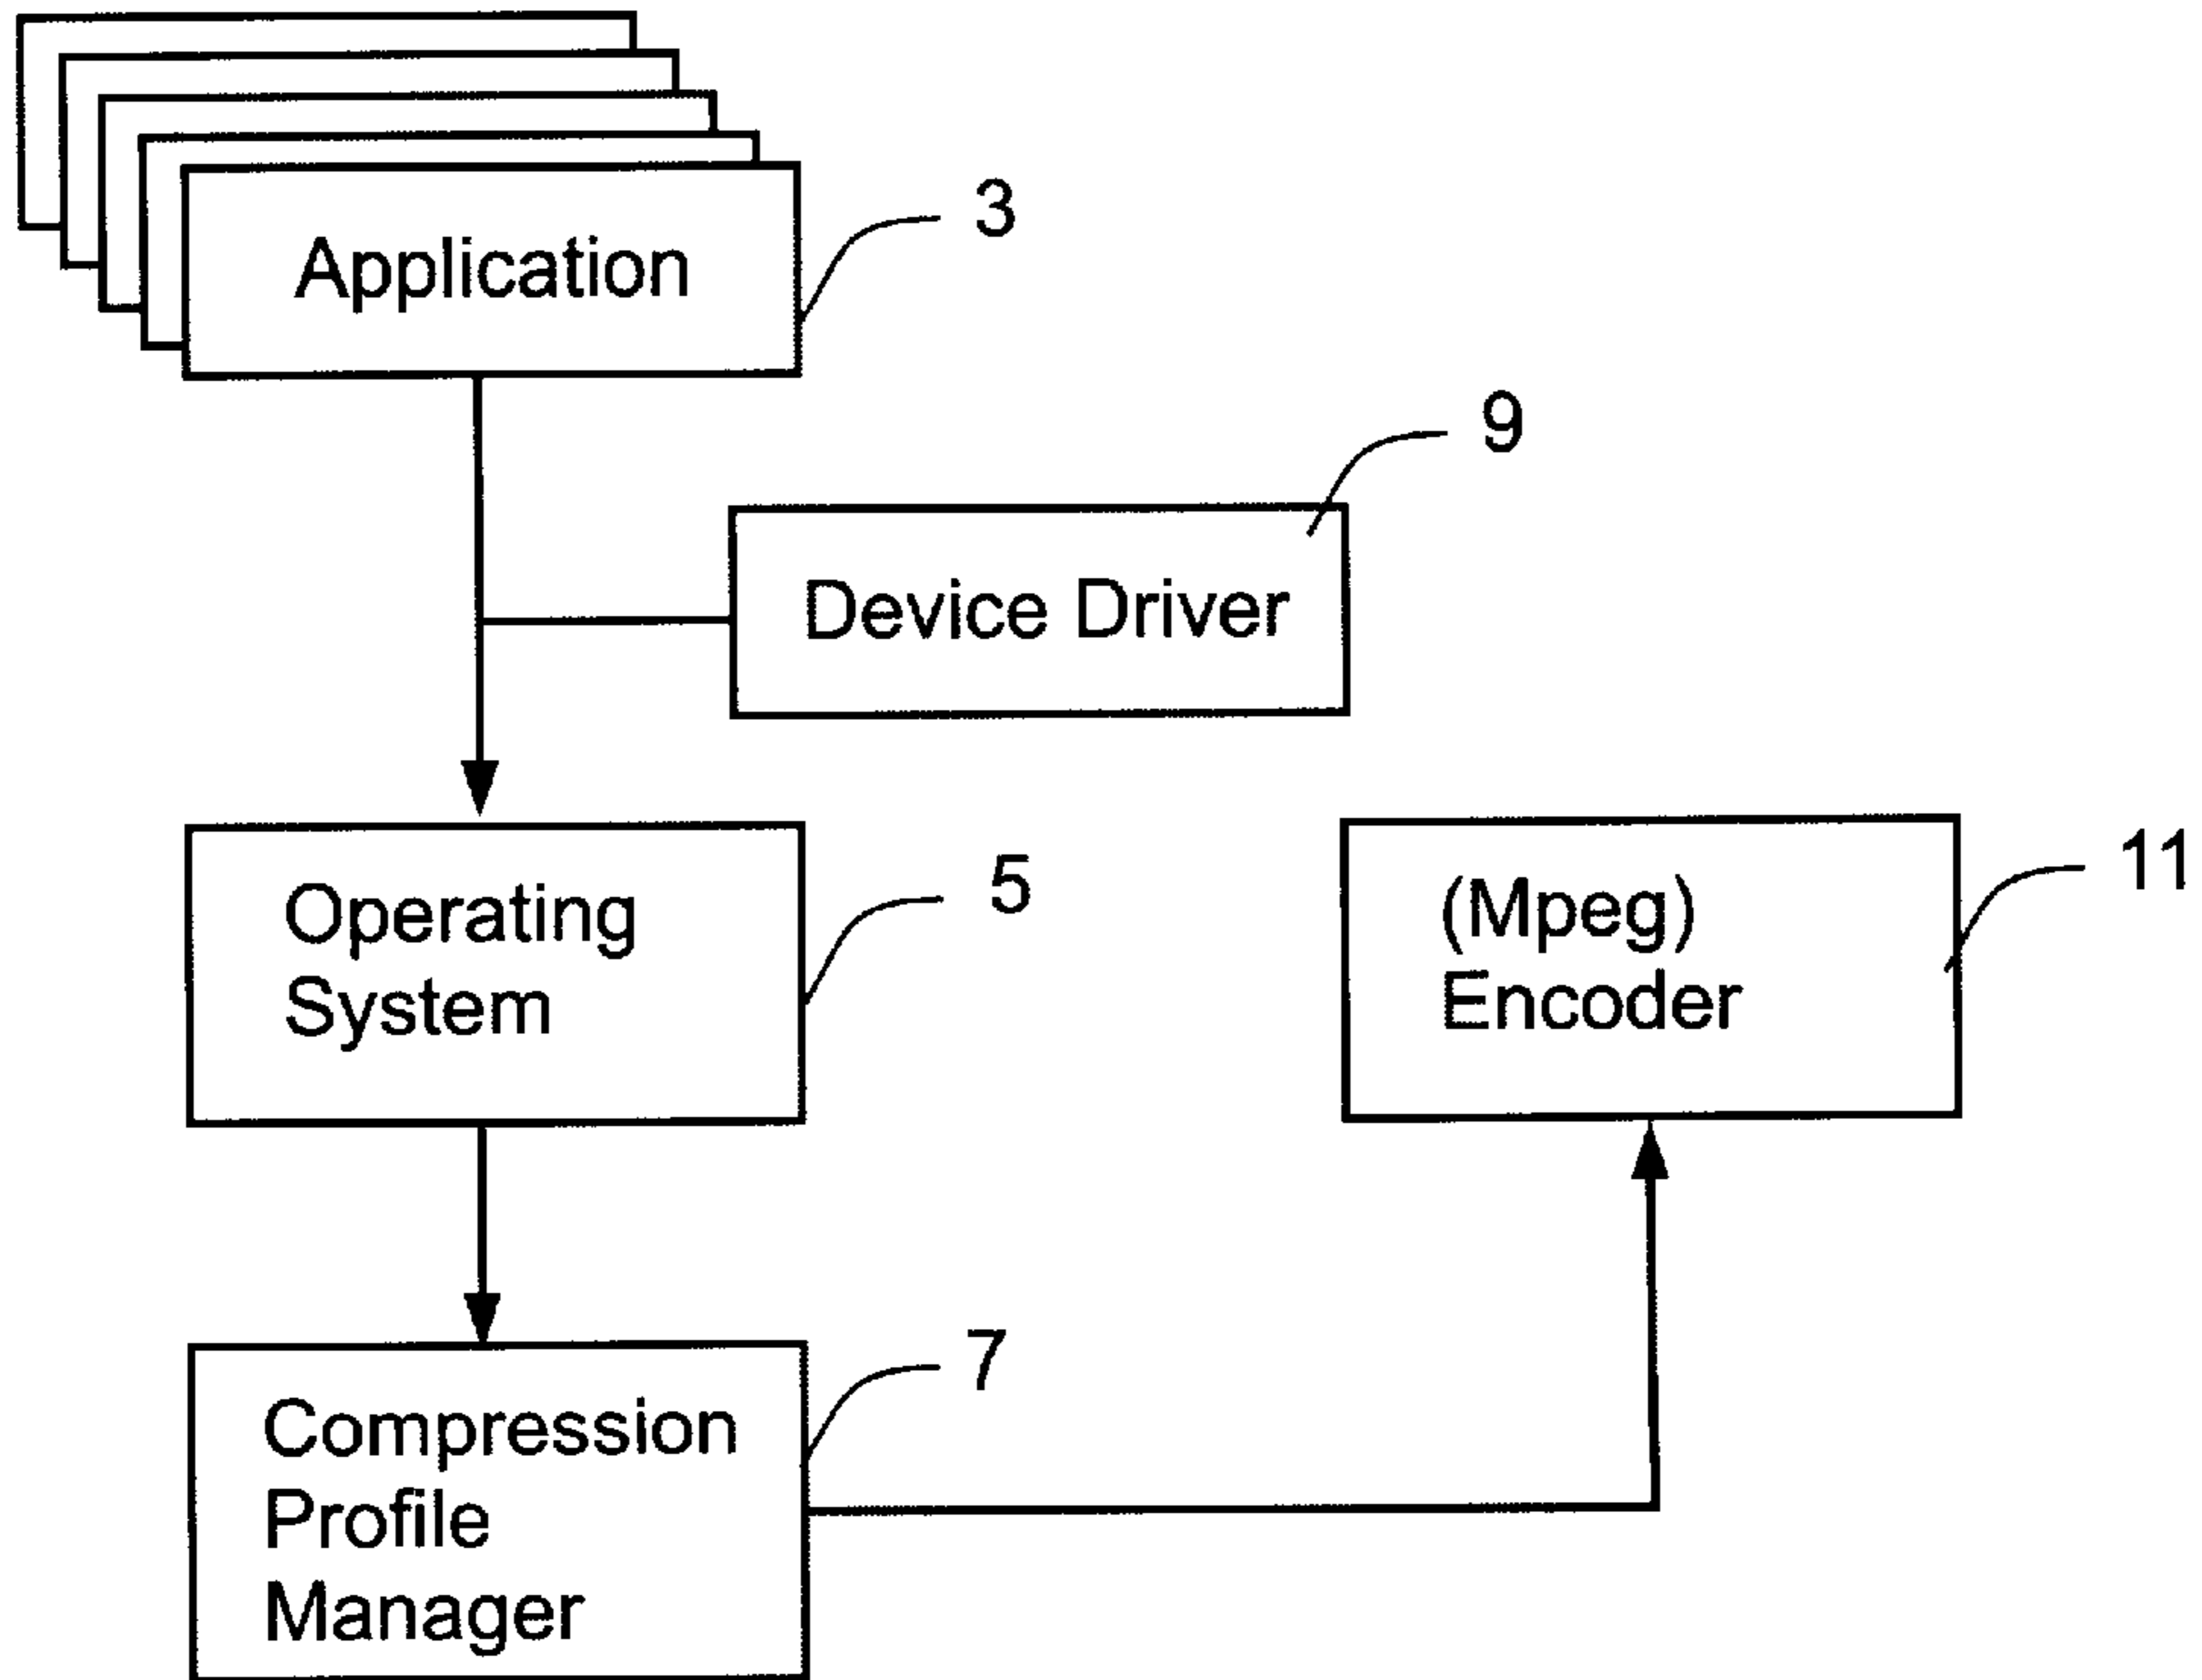 Application
3
9
Device Driver
Operating
System
5
(Mpeg)
Encoder
11
Compression
Profile
Manager
7